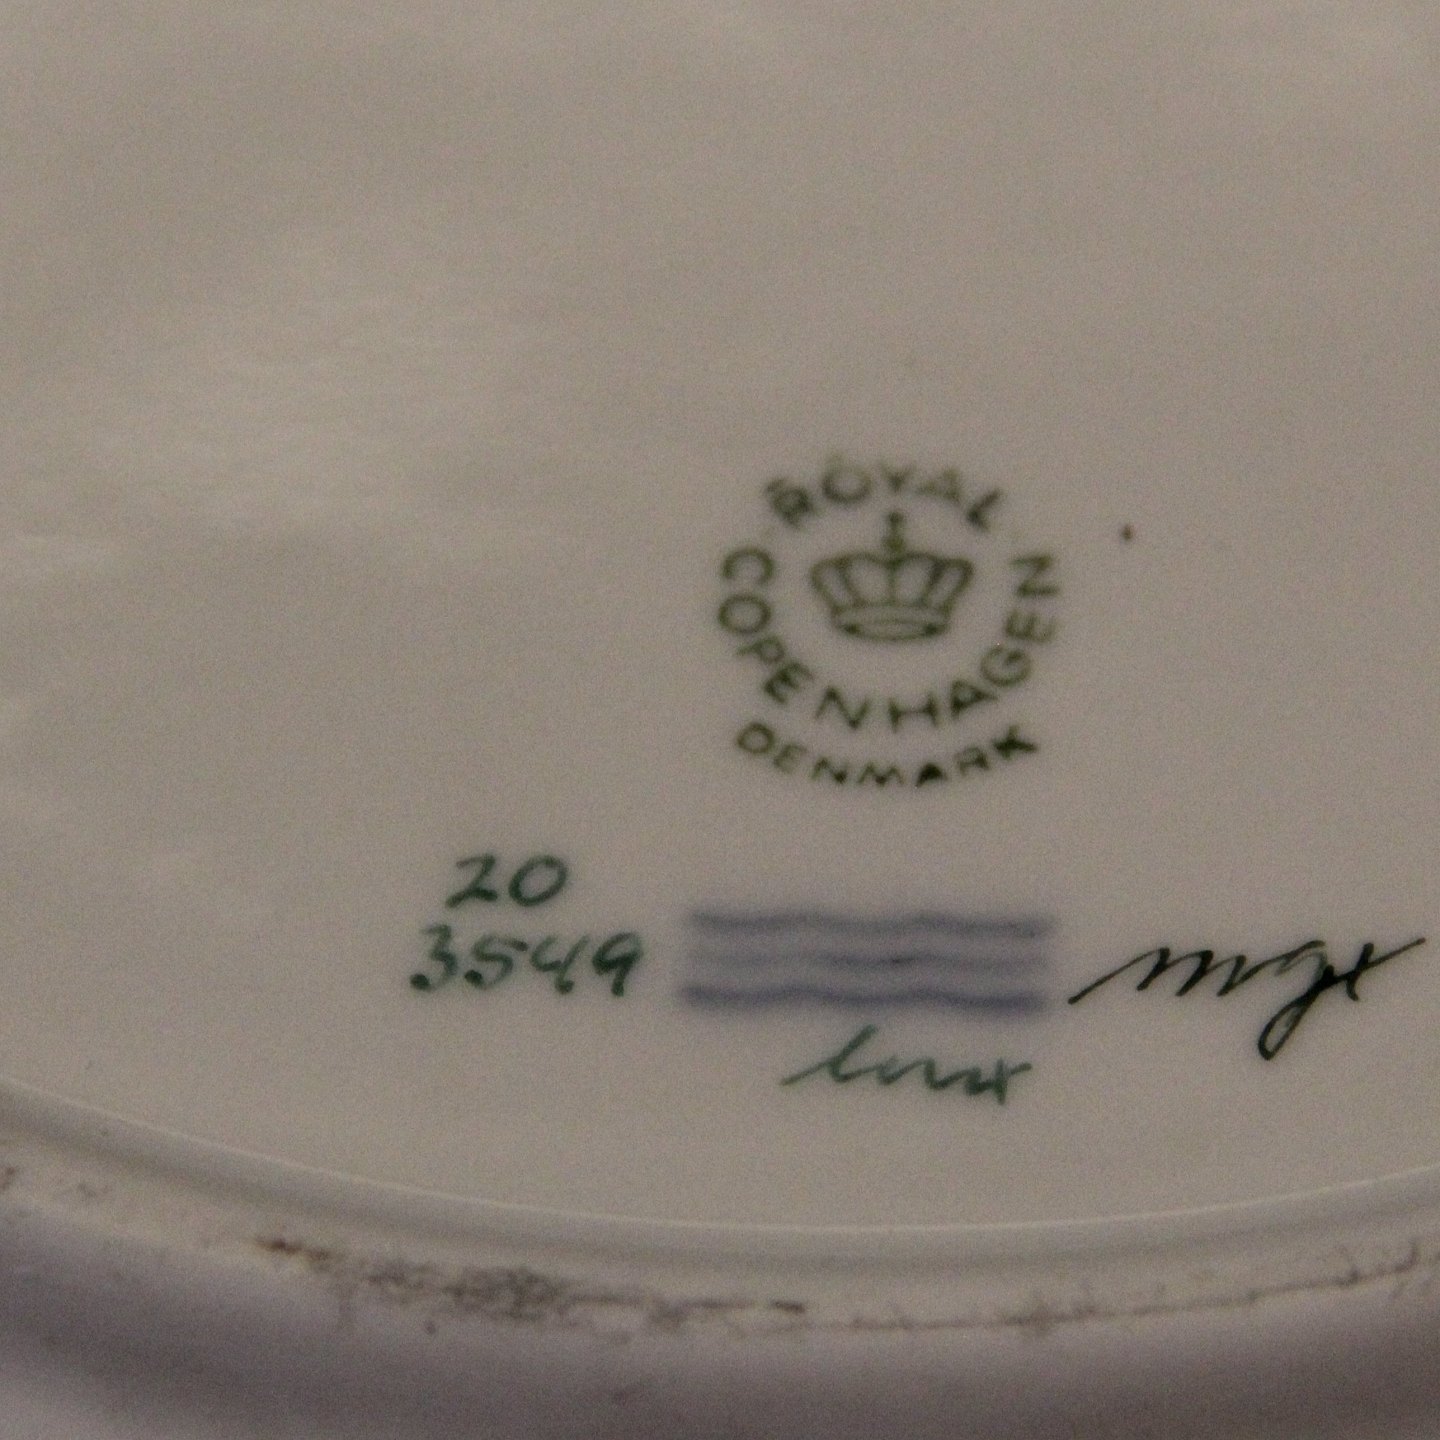 ROYAL
COPENHAGEN
DENMARK
20
3549